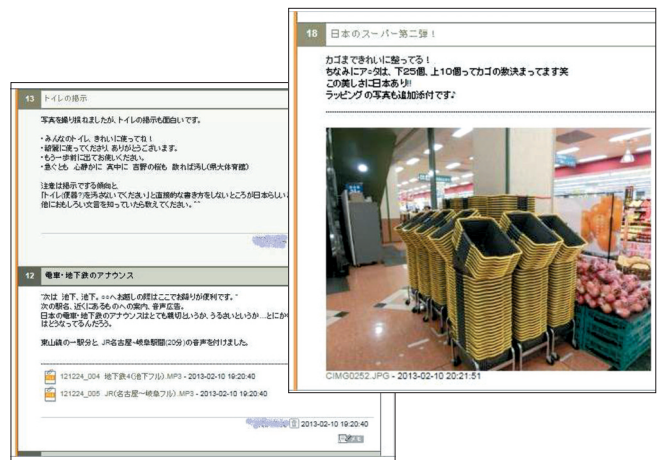 13 トイレの掲示
写真を撮り損ねましたが、トイレの掲示も面白いです。
・みんなのトイレ、きれいに使ってね！
・綺麗に使ってくださり、ありがとうございます。
・もう一歩前に出てお使いください。
・急ぐとも 心静かに 真中に 吉野の桜も 散れば汚し(県大体育館)
注意は掲示でする傾向と、
「トイレ(便器?)を汚さないでください」と直接的な書き方をしないところが日本らしい
他におもしろい文言を知っていたら教えてください。^^
12 電車・地下鉄のアナウンス
"次は 池下、池下。○○へお越しの際はここでお降りが便利です。"
次の駅名、近くにあるものへの案内、音声広告。
日本の電車・地下鉄のアナウンスはとても親切というか、うるさいというか…とにか
はどうなってるんだろう。
東山線の一駅分と、JR名古屋-岐阜駅間(20分)の音声を付けました。
121224_004 地下鉄4(池下フル).MP3 - 2013-02-10 19:20:40
121224_005 JR(名古屋～岐阜フル).MP3 - 2013-02-10 19:20:40
2013-02-10 19:20:40
18 日本のスーパー第二弾！
カゴまできれいに整ってる！
ちなみにア○タは、下25個、上10個ってカゴの数決まってます笑
この美しさに日本あり!!
ラッピングの写真も追加添付です♪
CIMG0252.JPG - 2013-02-10 20:21:51